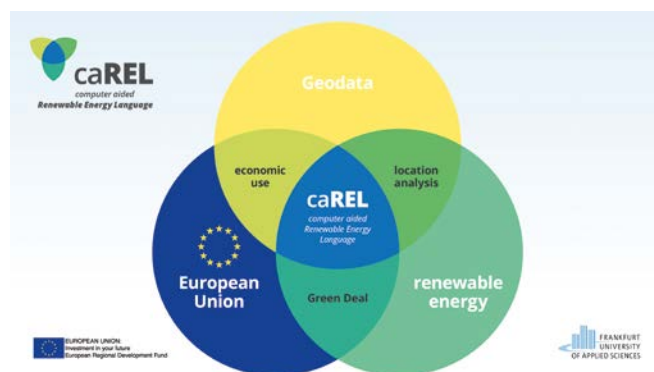 caREL
computer aided
Renewable Energy Language
Geodata
economic
use
location
analysis
caREL
computer aided
Renewable Energy
Language
European
Union
Green Deal
renewable
energy
EUROPEAN UNION:
Investment in your future
European Regional Development Fund
FRANKFURT
UNIVERSITY
OF APPLIED SCIENCES